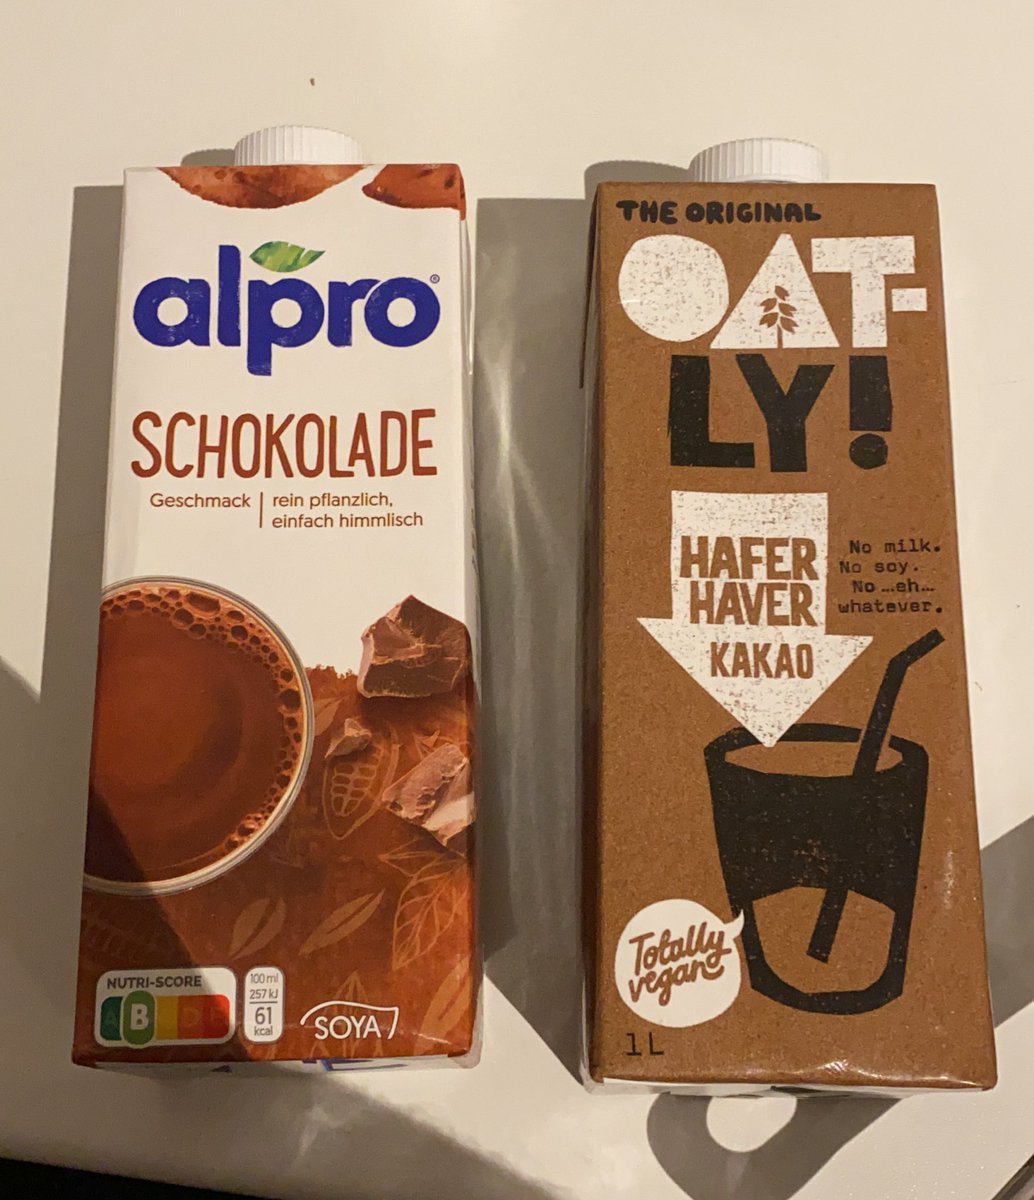 alpro®
SCHOKOLADE
Geschmack
rein pflanzlich,
einfach himmlisch
NUTRI-SCORE
A B D E
100 ml
257 kJ
61
kcal
SOYA
THE ORIGINAL
OAT-
LY!
HAFER
HAVER
KAKAO
No milk.
No soy.
No ...eh...
whatever.
Totally
vegan
1 L